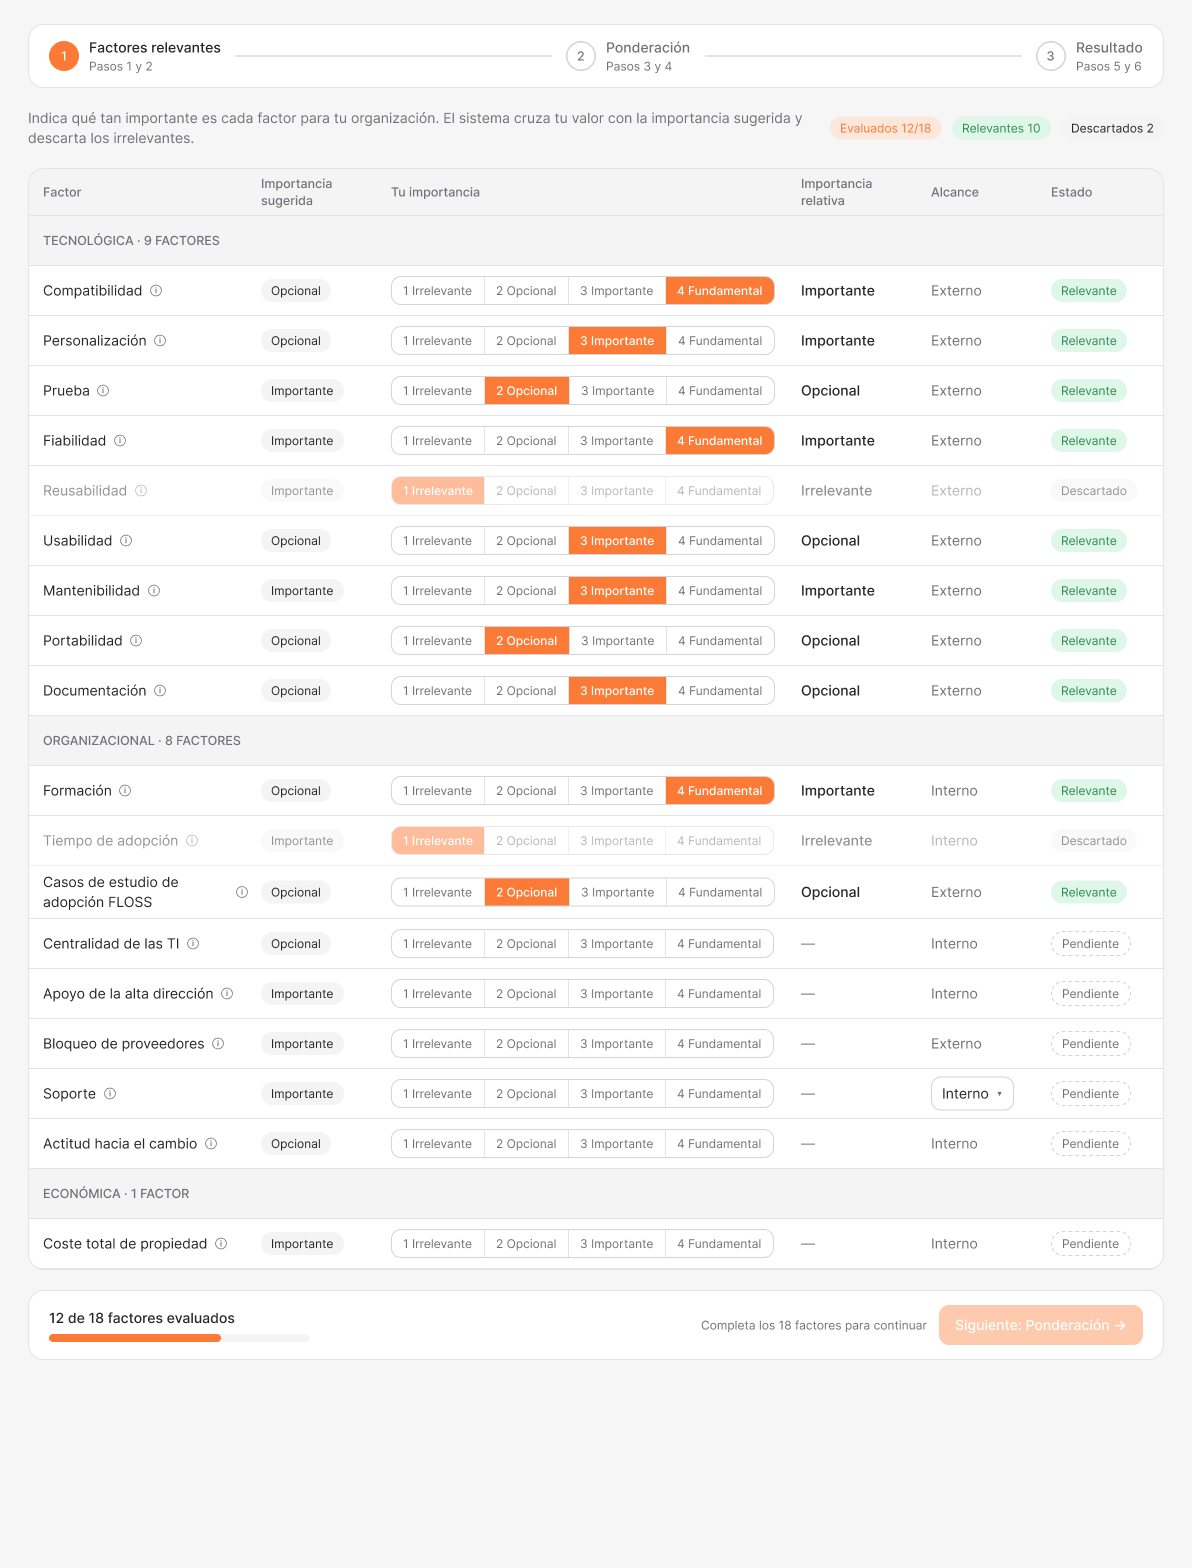 1 Factores relevantes
Pasos 1 y 2
2 Ponderación
Pasos 3 y 4
3 Resultado
Pasos 5 y 6
Indica qué tan importante es cada factor para tu organización. El sistema cruza tu valor con la importancia sugerida y
descarta los irrelevantes.
Evaluados 12/18 Relevantes 10 Descartados 2
Factor Importancia sugerida Tu importancia Importancia relativa Alcance Estado
TECNOLÓGICA · 9 FACTORES
Compatibilidad ⓘ Opcional 1 Irrelevante 2 Opcional 3 Importante 4 Fundamental Importante Externo Relevante
Personalización ⓘ Opcional 1 Irrelevante 2 Opcional 3 Importante 4 Fundamental Importante Externo Relevante
Prueba ⓘ Importante 1 Irrelevante 2 Opcional 3 Importante 4 Fundamental Opcional Externo Relevante
Fiabilidad ⓘ Importante 1 Irrelevante 2 Opcional 3 Importante 4 Fundamental Importante Externo Relevante
Reusabilidad ⓘ Importante 1 Irrelevante 2 Opcional 3 Importante 4 Fundamental Irrelevante Externo Descartado
Usabilidad ⓘ Opcional 1 Irrelevante 2 Opcional 3 Importante 4 Fundamental Opcional Externo Relevante
Mantenibilidad ⓘ Importante 1 Irrelevante 2 Opcional 3 Importante 4 Fundamental Importante Externo Relevante
Portabilidad ⓘ Opcional 1 Irrelevante 2 Opcional 3 Importante 4 Fundamental Opcional Externo Relevante
Documentación ⓘ Opcional 1 Irrelevante 2 Opcional 3 Importante 4 Fundamental Opcional Externo Relevante
ORGANIZACIONAL · 8 FACTORES
Formación ⓘ Opcional 1 Irrelevante 2 Opcional 3 Importante 4 Fundamental Importante Interno Relevante
Tiempo de adopción ⓘ Importante 1 Irrelevante 2 Opcional 3 Importante 4 Fundamental Irrelevante Interno Descartado
Casos de estudio de
adopción FLOSS ⓘ Opcional 1 Irrelevante 2 Opcional 3 Importante 4 Fundamental Opcional Externo Relevante
Centralidad de las TI ⓘ Opcional 1 Irrelevante 2 Opcional 3 Importante 4 Fundamental — Interno Pendiente
Apoyo de la alta dirección ⓘ Importante 1 Irrelevante 2 Opcional 3 Importante 4 Fundamental — Interno Pendiente
Bloqueo de proveedores ⓘ Importante 1 Irrelevante 2 Opcional 3 Importante 4 Fundamental — Externo Pendiente
Soporte ⓘ Importante 1 Irrelevante 2 Opcional 3 Importante 4 Fundamental — Interno ▾ Pendiente
Actitud hacia el cambio ⓘ Opcional 1 Irrelevante 2 Opcional 3 Importante 4 Fundamental — Interno Pendiente
ECONÓMICA · 1 FACTOR
Coste total de propiedad ⓘ Importante 1 Irrelevante 2 Opcional 3 Importante 4 Fundamental — Interno Pendiente
12 de 18 factores evaluados
Completa los 18 factores para continuar
Siguiente: Ponderación →